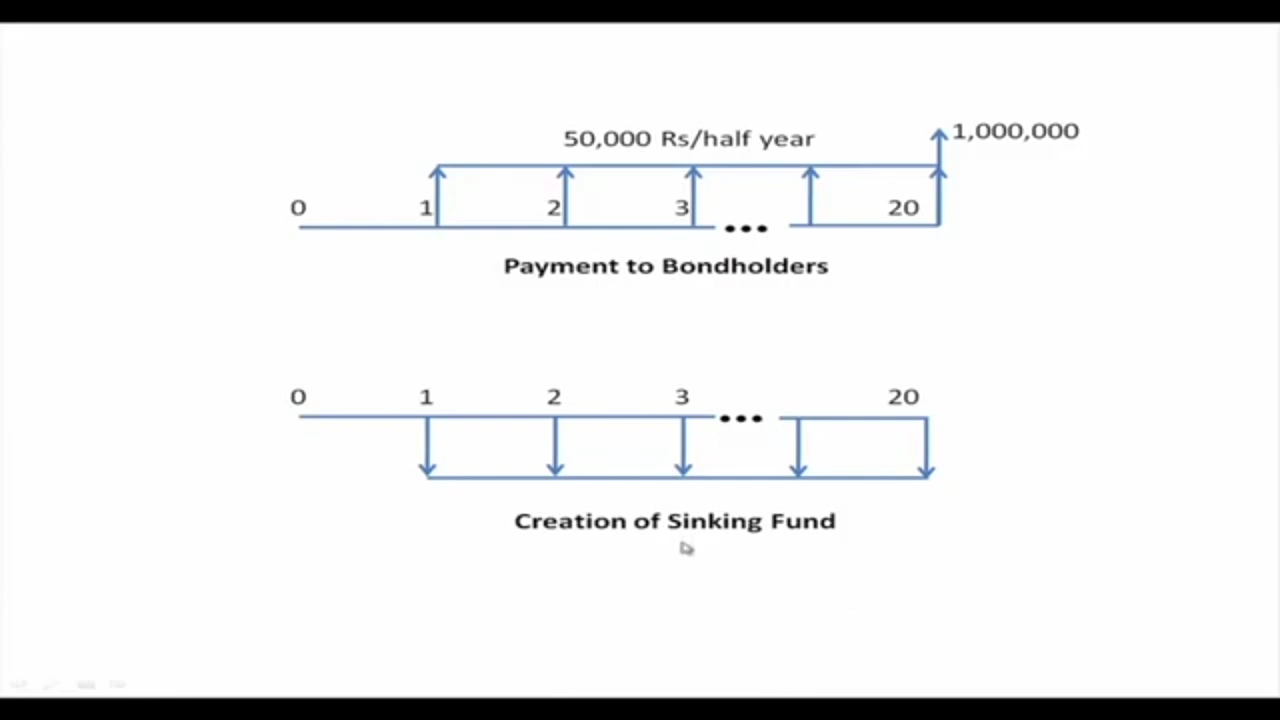 50,000 Rs/half year
1,000,000
0 1 2 3 ... 20
Payment to Bondholders
0 1 2 3 ... 20
Creation of Sinking Fund